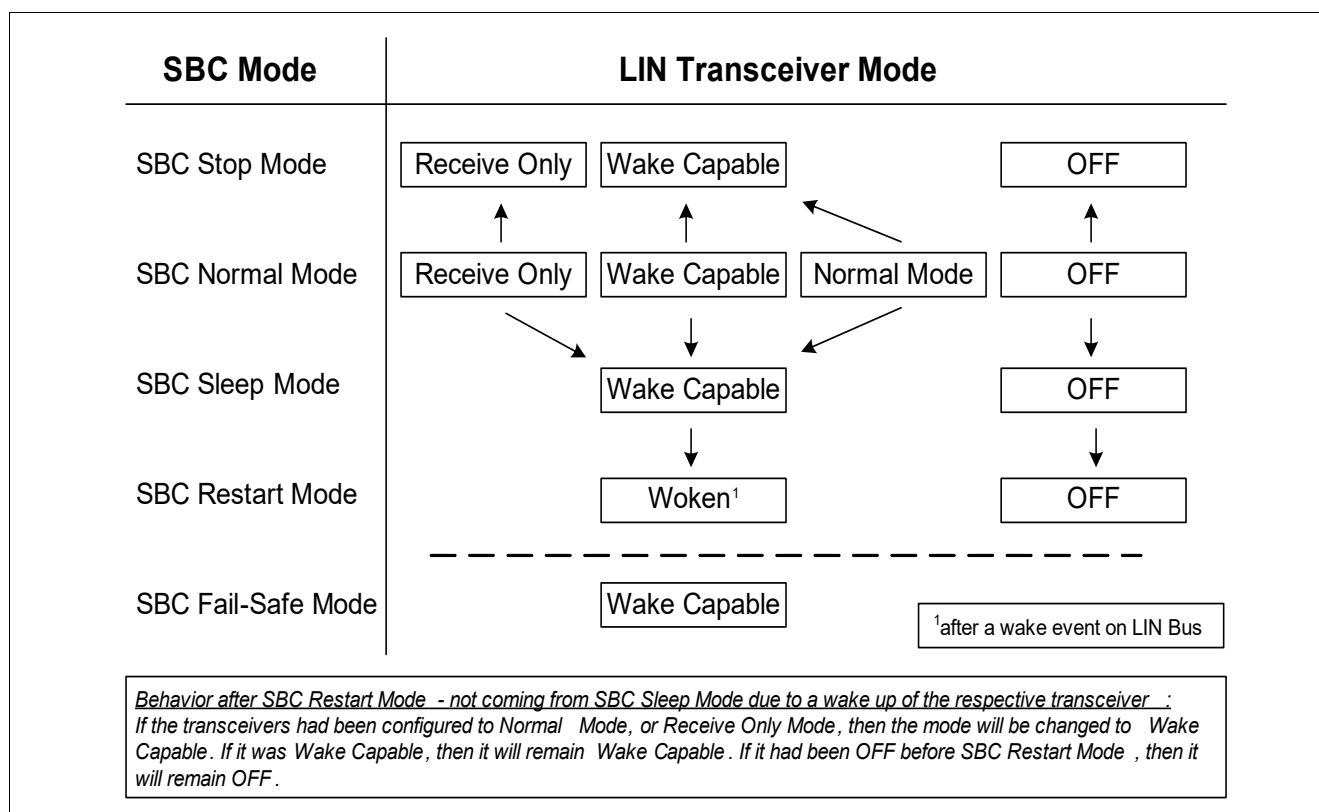 SBC Mode LIN Transceiver Mode
SBC Stop Mode Receive Only Wake Capable OFF
SBC Normal Mode Receive Only Wake Capable Normal Mode OFF
SBC Sleep Mode Wake Capable OFF
SBC Restart Mode Woken¹ OFF
SBC Fail-Safe Mode Wake Capable
¹after a wake event on LIN Bus
Behavior after SBC Restart Mode - not coming from SBC Sleep Mode due to a wake up of the respective transceiver :
If the transceivers had been configured to Normal Mode, or Receive Only Mode, then the mode will be changed to Wake
Capable. If it was Wake Capable, then it will remain Wake Capable. If it had been OFF before SBC Restart Mode, then it
will remain OFF.